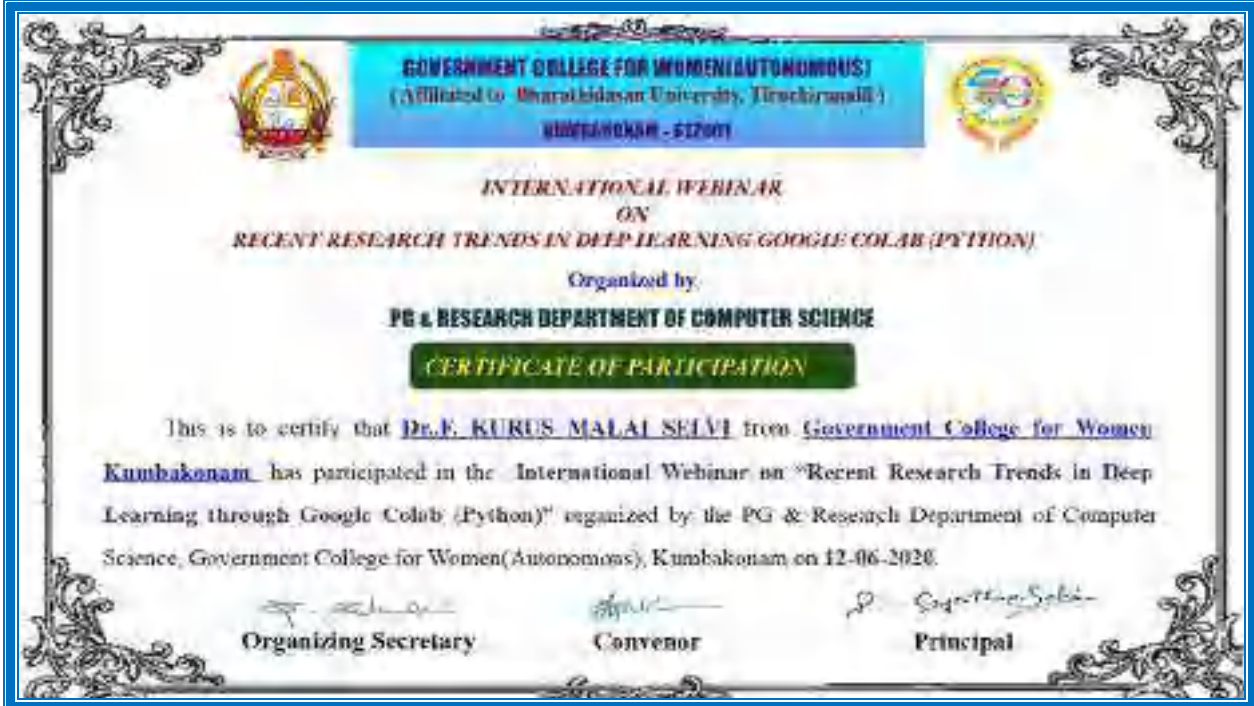 GOVERNMENT COLLEGE FOR WOMEN(AUTONOMOUS)
(Affiliated to Bharathidasan University, Tiruchirappalli)
KUMBAKONAM - 612001
INTERNATIONAL WEBINAR
ON
RECENT RESEARCH TRENDS IN DEEP LEARNING GOOGLE COLAB (PYTHON)
Organized by
PG & RESEARCH DEPARTMENT OF COMPUTER SCIENCE
CERTIFICATE OF PARTICIPATION
This is to certify that Dr.F. KURUS MALAI SELVI from Government College for Women
Kumbakonam has participated in the International Webinar on "Recent Research Trends in Deep
Learning through Google Colab (Python)" organized by the PG & Research Department of Computer
Science, Government College for Women(Autonomous), Kumbakonam on 12-06-2020.
Organizing Secretary Convenor Principal